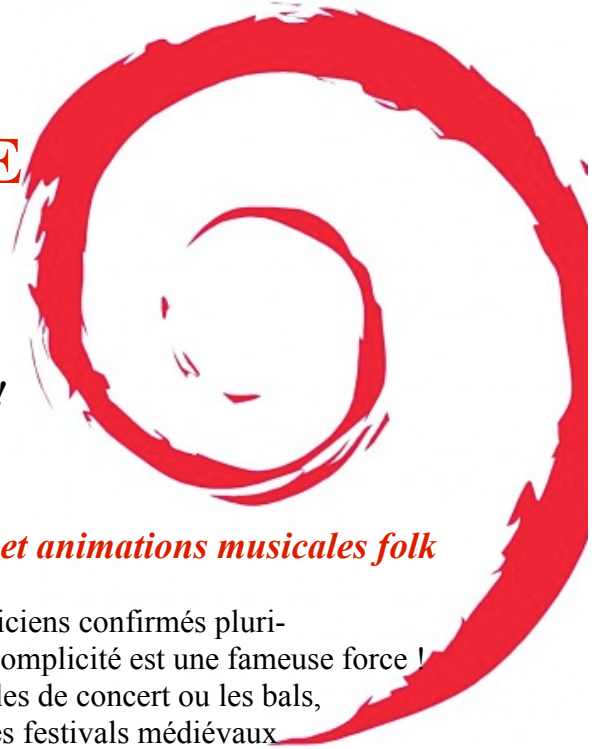 E
!
et animations musicales folk
iciens confirmés pluri-
omplicité est une fameuse force !
les de concert ou les bals,
es festivals médiévaux